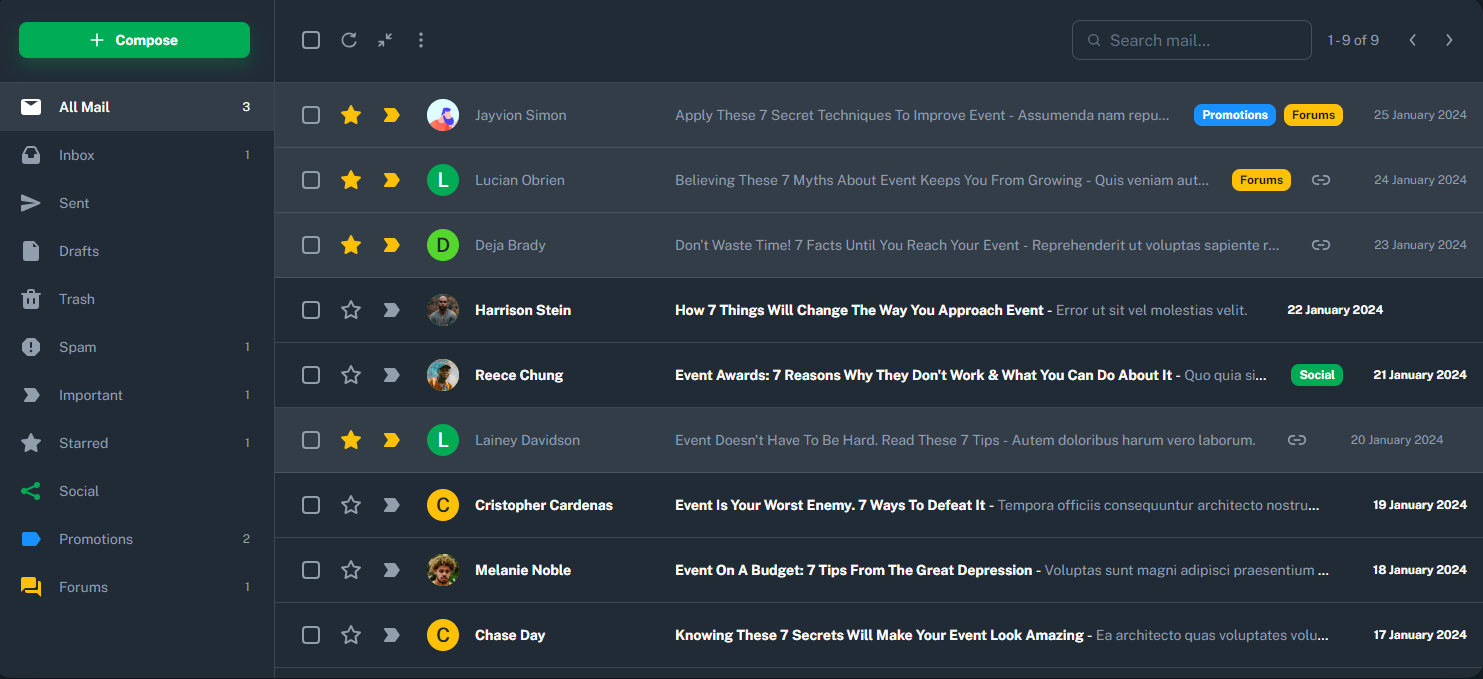 Compose
1-9 of 9
Search mail...
All Mail 3
Inbox 1
Sent
Drafts
Trash
Spam 1
Important 1
Starred 1
Social
Promotions 2
Forums 1
Jayvion Simon Apply These 7 Secret Techniques To Improve Event - Assumenda nam repu... Promotions Forums 25 January 2024
L Lucian Obrien Believing These 7 Myths About Event Keeps You From Growing - Quis veniam aut... Forums 24 January 2024
D Deja Brady Don't Waste Time! 7 Facts Until You Reach Your Event - Reprehenderit ut voluptas sapiente r... 23 January 2024
Harrison Stein How 7 Things Will Change The Way You Approach Event - Error ut sit vel molestias velit. 22 January 2024
Reece Chung Event Awards: 7 Reasons Why They Don't Work & What You Can Do About It - Quo quia si... Social 21 January 2024
L Lainey Davidson Event Doesn't Have To Be Hard. Read These 7 Tips - Autem doloribus harum vero laborum. 20 January 2024
C Cristopher Cardenas Event Is Your Worst Enemy. 7 Ways To Defeat It - Tempora officiis consequuntur architecto nostru... 19 January 2024
Melanie Noble Event On A Budget: 7 Tips From The Great Depression - Voluptas sunt magni adipisci praesentium ... 18 January 2024
C Chase Day Knowing These 7 Secrets Will Make Your Event Look Amazing - Ea architecto quas voluptates volu... 17 January 2024